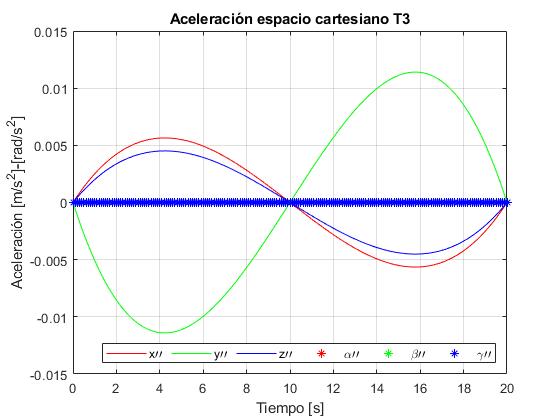 Aceleración espacio cartesiano T3
0.015
0.01
0.005
0
-0.005
-0.01
-0.015
Aceleración [m/s²]-[rad/s²]
x′′ y′′ z′′ α′′ β′′ γ′′
0 2 4 6 8 10 12 14 16 18 20
Tiempo [s]